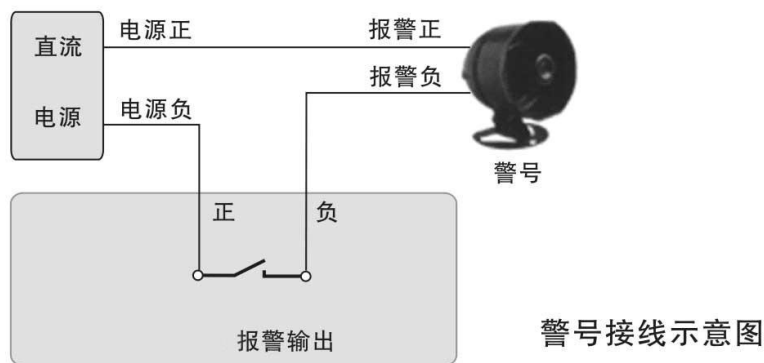 直流
电源
电源正
报警正
报警负
电源负
警号
正
负
报警输出
警号接线示意图